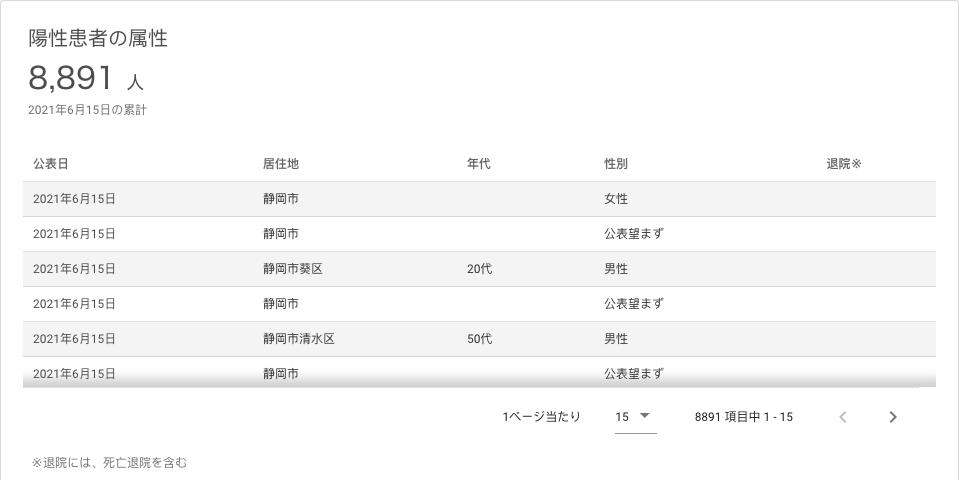 陽性患者の属性
8,891 人
2021年6月15日の累計
公表日 居住地 年代 性別 退院※
2021年6月15日 静岡市 女性
2021年6月15日 静岡市 公表望まず
2021年6月15日 静岡市葵区 20代 男性
2021年6月15日 静岡市 公表望まず
2021年6月15日 静岡市清水区 50代 男性
2021年6月15日 静岡市 公表望まず
1ページ当たり 15 8891 項目中 1 - 15
※退院には、死亡退院を含む